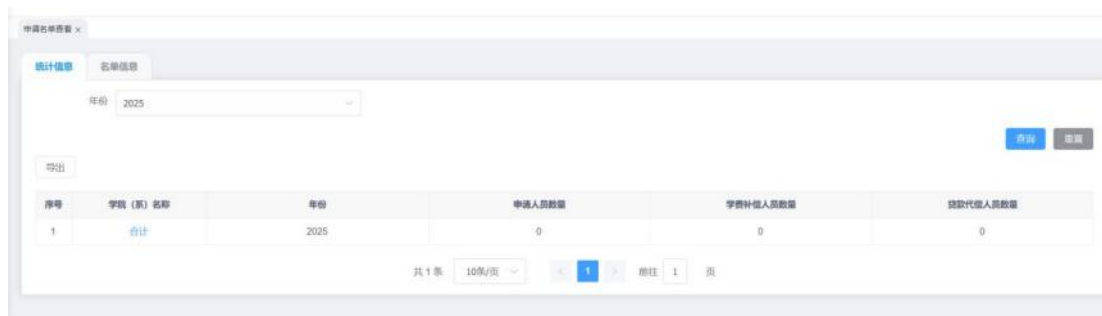 申请名单查看 ×
统计信息 名单信息
年份 2025
查询 重置
导出
序号 学院（系）名称 年份 申请人员数量 学费补偿人员数量 贷款代偿人员数量
1 合计 2025 0 0 0
共 1 条 10条/页 < 1 > 前往 1 页